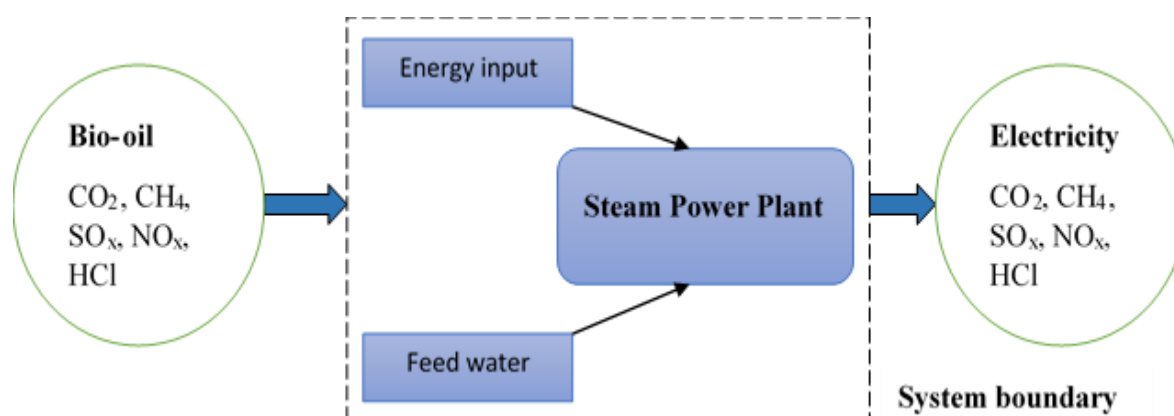 Bio-oil
CO₂, CH₄,
SOₓ, NOₓ,
HCl
Energy input
Steam Power Plant
Feed water
Electricity
CO₂, CH₄,
SOₓ, NOₓ,
HCl
System boundary